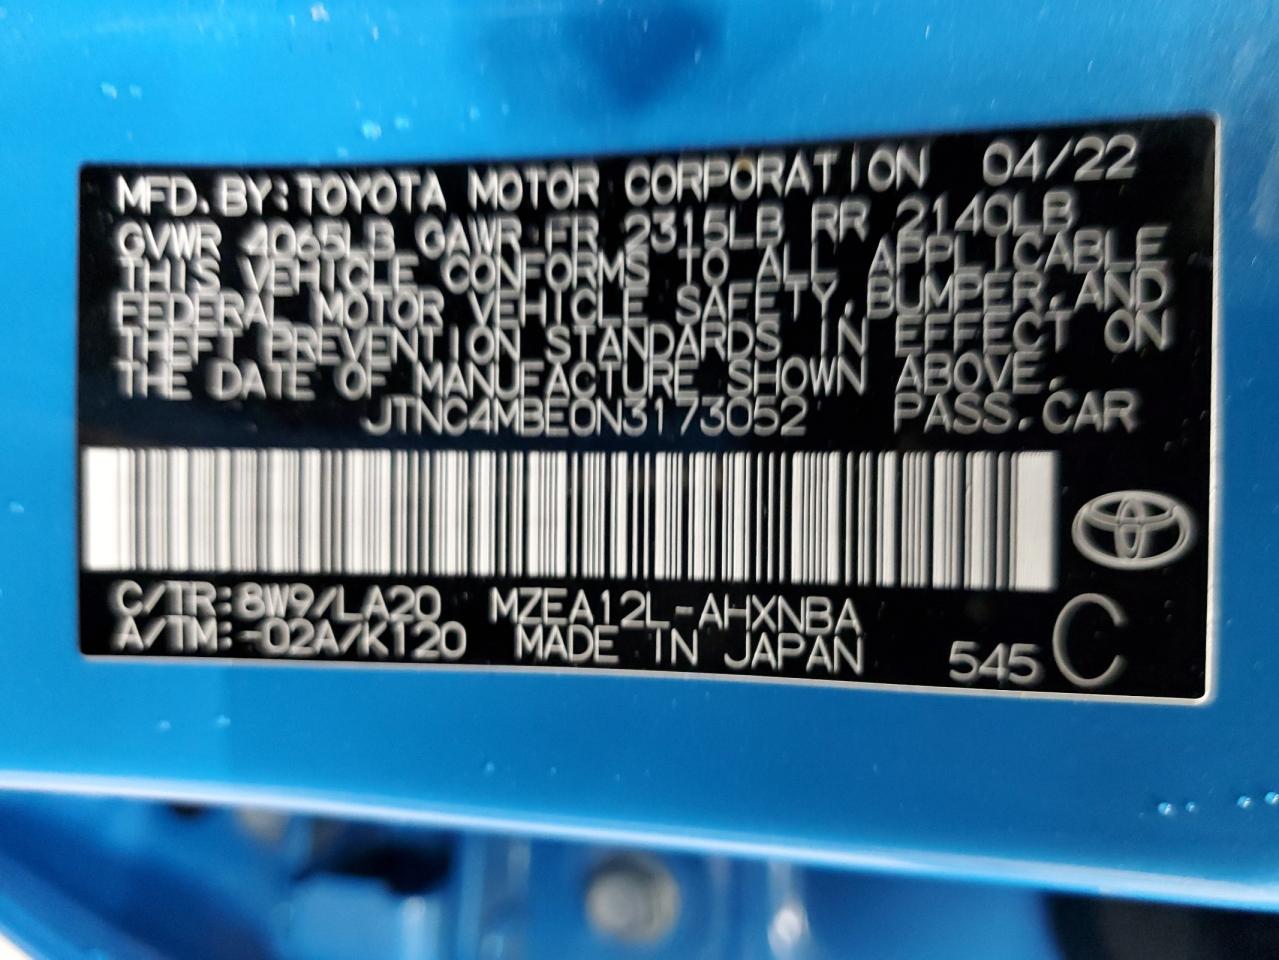 MFD. BY: TOYOTA MOTOR CORPORATION 04/22
GVWR 4065LB GAWR FR 2315LB RR 2140LB
THIS VEHICLE CONFORMS TO ALL APPLICABLE
FEDERAL MOTOR VEHICLE SAFETY, BUMPER, AND
THEFT PREVENTION STANDARDS IN EFFECT ON
THE DATE OF MANUFACTURE SHOWN ABOVE.
JTNC4MBE0N3173052 PASS. CAR
C/TR: 8W9/LA20 MZEA12L-AHXNBA
A/TM: -02A/K120 MADE IN JAPAN 545 C